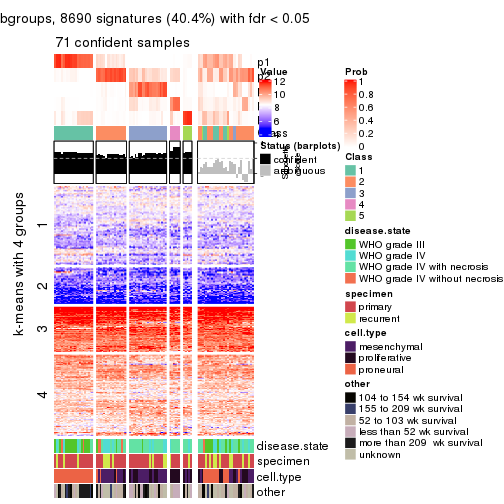 bgroups, 8690 signatures (40.4%) with fdr < 0.05
71 confident samples
p1
Value
12
10
8
6
Prob
1
0.8
0.6
0.4
0.2
0
Status (barplots)
confident
ambiguous
Class
1
2
3
4
5
disease.state
WHO grade III
WHO grade IV
WHO grade IV with necrosis
WHO grade IV without necrosis
specimen
primary
recurrent
cell.type
mesenchymal
proliferative
proneural
other
104 to 154 wk survival
155 to 209 wk survival
52 to 103 wk survival
less than 52 wk survival
more than 209 wk survival
unknown
k-means with 4 groups
1
2
3
4
disease.state
specimen
cell.type
other